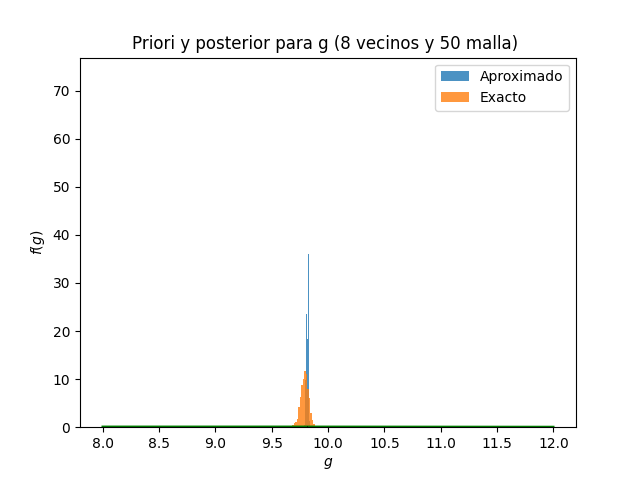 Priori y posterior para g (8 vecinos y 50 malla)
Aproximado
Exacto
70
60
50
40
30
20
10
0
f(g)
8.0 8.5 9.0 9.5 10.0 10.5 11.0 11.5 12.0
g